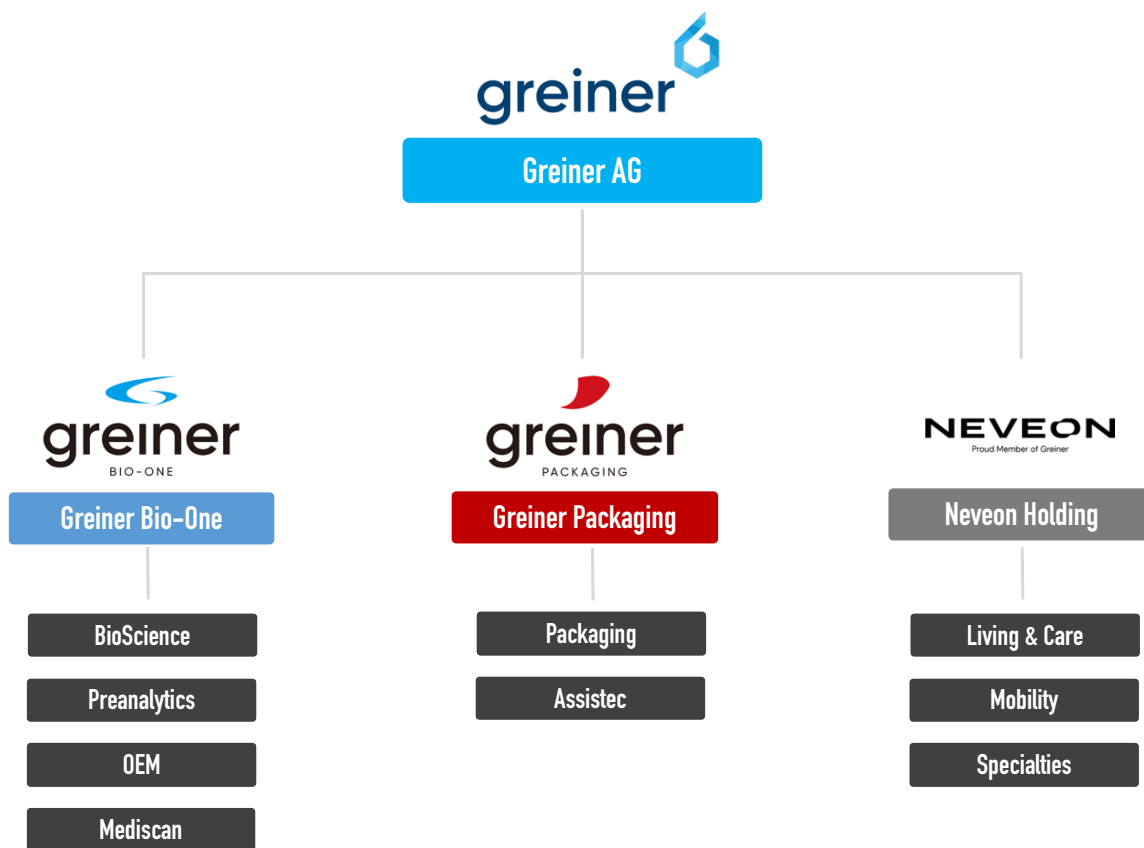 greiner
Greiner AG
greiner
BIO-ONE
Greiner Bio-One
BioScience
Preanalytics
OEM
Mediscan
greiner
PACKAGING
Greiner Packaging
Packaging
Assistec
NEVEON
Proud Member of Greiner
Neveon Holding
Living & Care
Mobility
Specialties